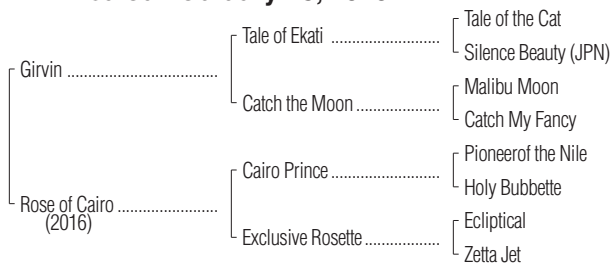 Tale of the Cat
Tale of Ekati
Silence Beauty (JPN)
Girvin
Malibu Moon
Catch the Moon
Catch My Fancy
Pioneerof the Nile
Cairo Prince
Holy Bubbette
Rose of Cairo
(2016)
Ecliptical
Exclusive Rosette
Zetta Jet